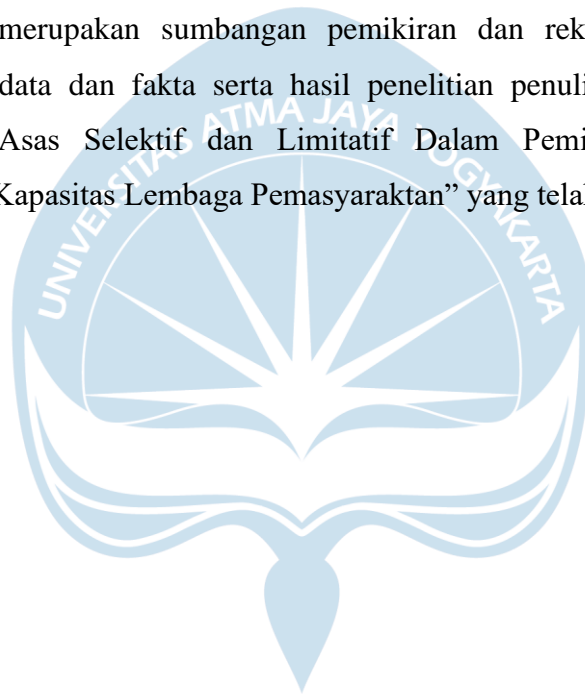 merupakan sumbangan pemikiran dan rek
data dan fakta serta hasil penelitian penuli
Asas Selektif dan Limitatif Dalam Pemi
Kapasitas Lembaga Pemasyaraktan” yang telah
UNIVERSITAS ATMA JAYA YOGYAKARTA